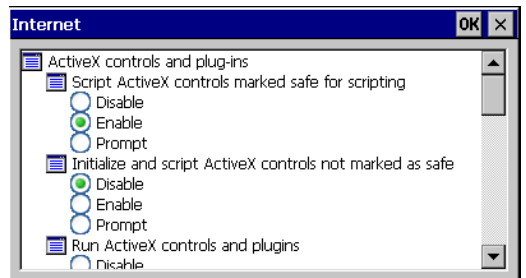 Internet
OK
ActiveX controls and plug-ins
Script ActiveX controls marked safe for scripting
Disable
Enable
Prompt
Initialize and script ActiveX controls not marked as safe
Disable
Enable
Prompt
Run ActiveX controls and plugins
Disable